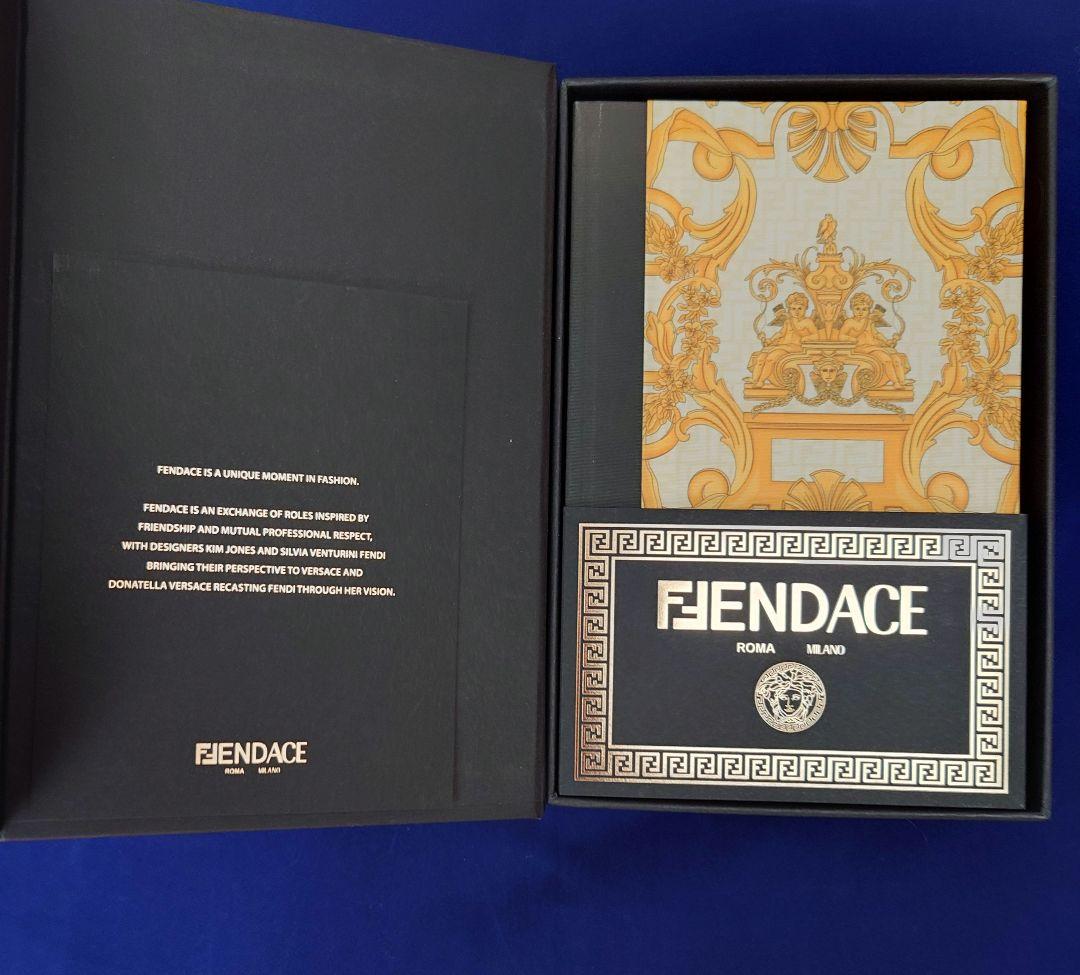 FENDACE IS A UNIQUE MOMENT IN FASHION.
FENDACE IS AN EXCHANGE OF ROLES INSPIRED BY
FRIENDSHIP AND MUTUAL PROFESSIONAL RESPECT,
WITH DESIGNERS KIM JONES AND SILVIA VENTURINI FENDI
BRINGING THEIR PERSPECTIVE TO VERSACE AND
DONATELLA VERSACE RECASTING FENDI THROUGH HER VISION.
FENDACE
ROMA MILANO
FENDACE
ROMA MILANO